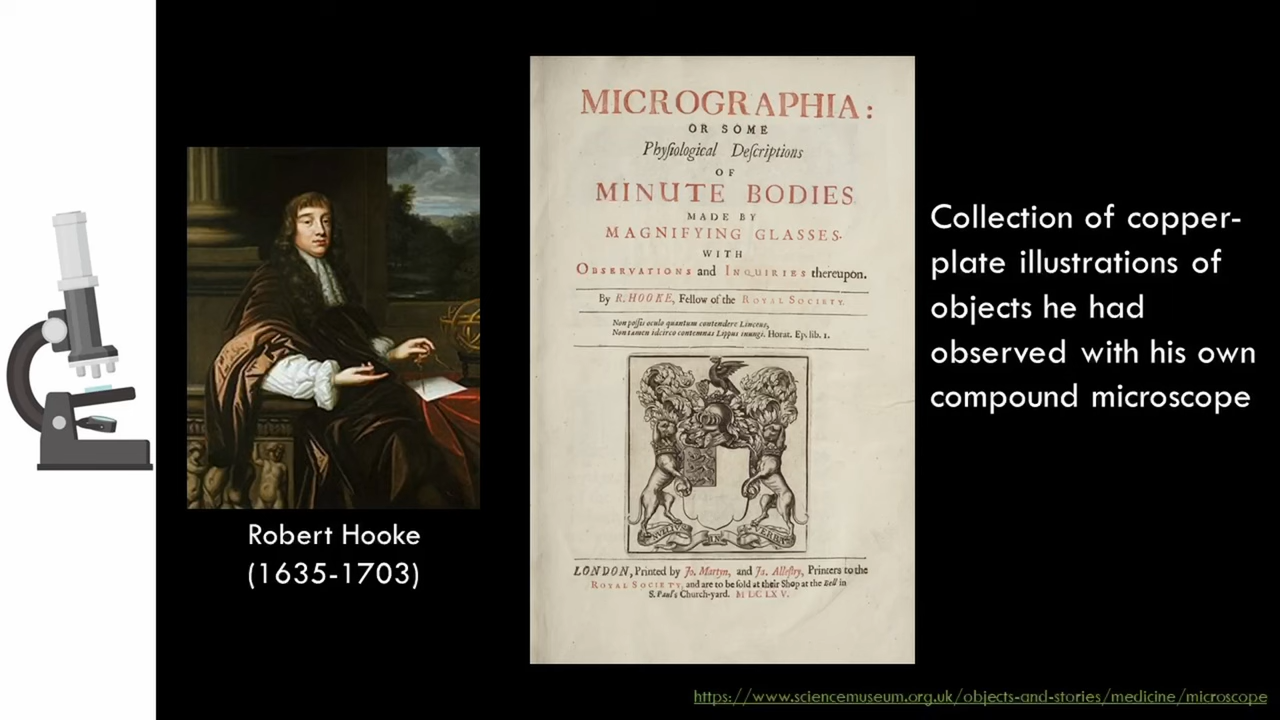 MICROGRAPHIA:
OR SOME
Phyſiological Deſcriptions
OF
MINUTE BODIES
MADE BY
MAGNIFYING GLASSES.
WITH
OBSERVATIONS and INQUIRIES thereupon.
By R. HOOKE, Fellow of the ROYAL SOCIETY.
Non poſſis oculo quantum contendere Linceus,
Non tamen idcirco contemnas Lippus inungi. Horat. Ep. lib. 1.
NULLIUS IN VERBA
LONDON, Printed by Jo. Martyn, and Ja. Alleſtry, Printers to the
ROYAL SOCIETY, and are to be ſold at their Shop at the Bell in
S. Paul's Church-yard. M DC LX V.
Robert Hooke
(1635-1703)
Collection of copper-
plate illustrations of
objects he had
observed with his own
compound microscope
https://www.sciencemuseum.org.uk/objects-and-stories/medicine/microscope